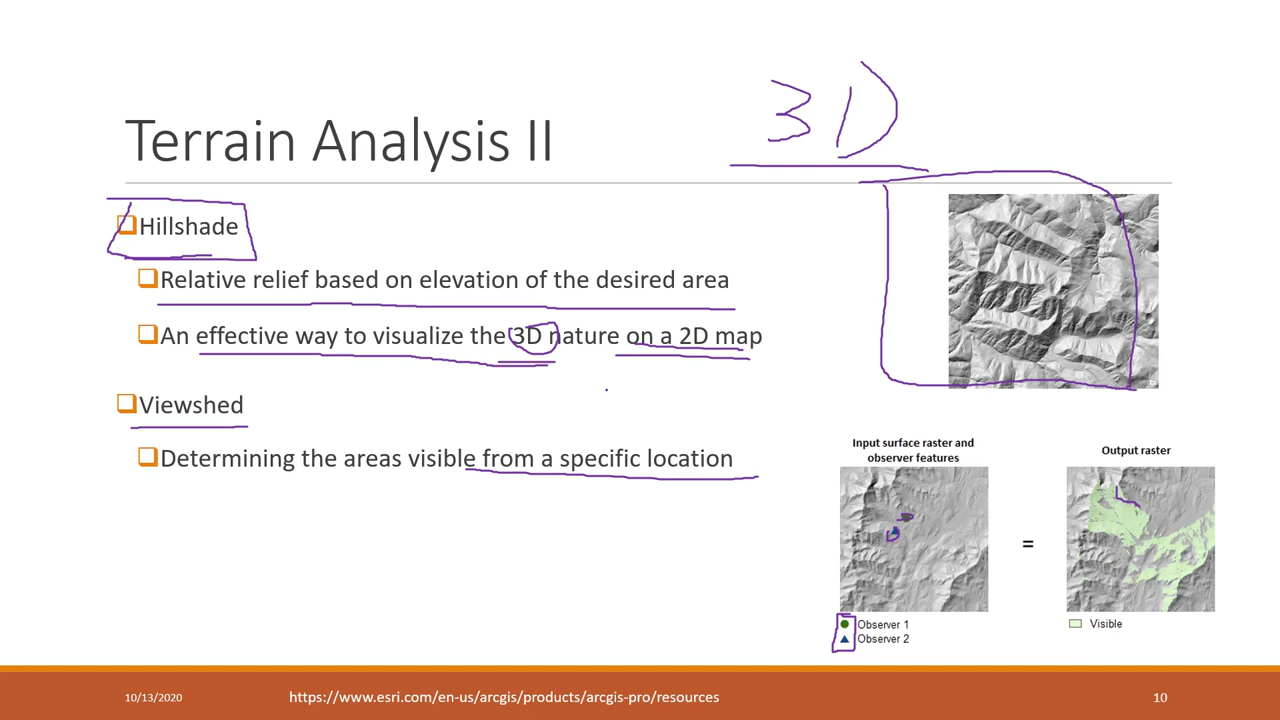 3D
Terrain Analysis II
Hillshade
Relative relief based on elevation of the desired area
An effective way to visualize the 3D nature on a 2D map
Viewshed
Determining the areas visible from a specific location
Input surface raster and
observer features
Output raster
=
Observer 1
Observer 2
Visible
10/13/2020
https://www.esri.com/en-us/arcgis/products/arcgis-pro/resources
10